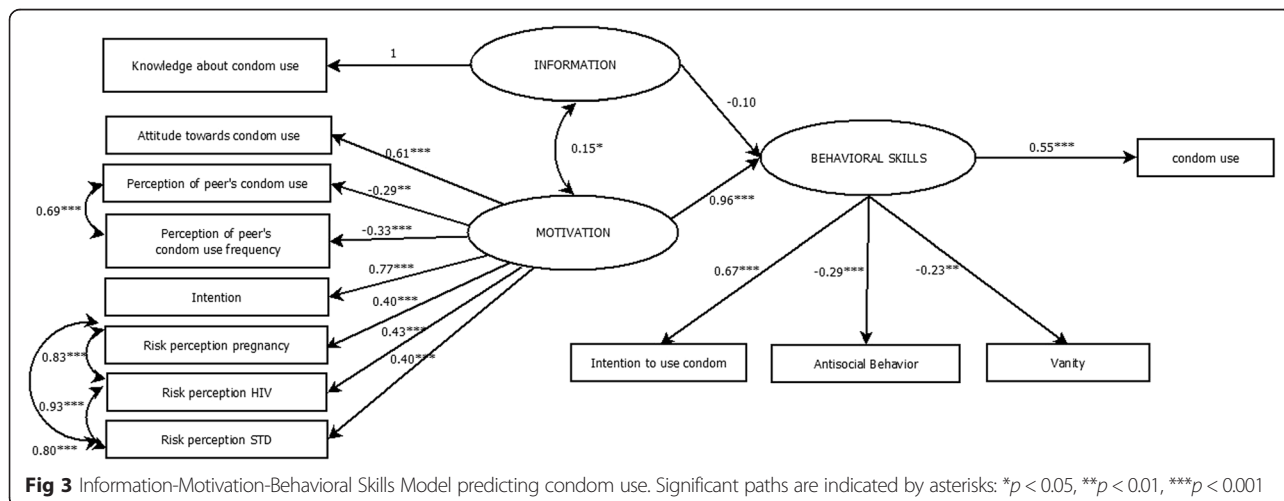 Knowledge about condom use
1
INFORMATION
-0.10
Attitude towards condom use
0.61***
0.15*
BEHAVIORAL SKILLS
0.55***
condom use
Perception of peer's condom use
-0.29**
0.69***
0.96***
Perception of peer's
condom use frequency
-0.33***
MOTIVATION
0.77***
Intention
0.67***
-0.29***
-0.23**
0.40***
Risk perception pregnancy
0.43***
0.83***
0.40***
Intention to use condom
Antisocial Behavior
Vanity
Risk perception HIV
0.93***
Risk perception STD
0.80***
Fig 3 Information-Motivation-Behavioral Skills Model predicting condom use. Significant paths are indicated by asterisks: *p < 0.05, **p < 0.01, ***p < 0.001